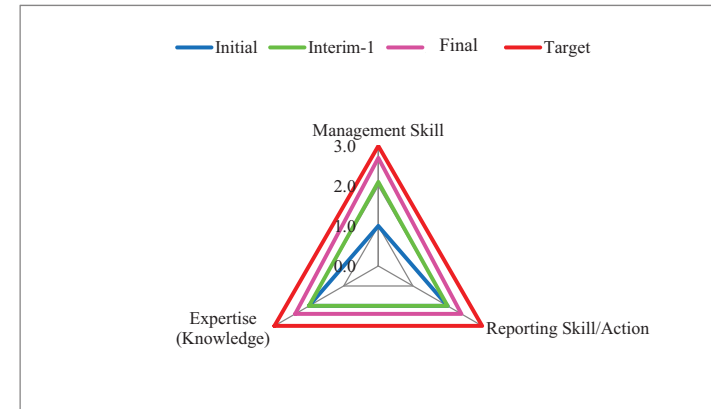 Initial Interim-1 Final Target
Management Skill
3.0
2.0
1.0
0.0
Expertise
(Knowledge)
Reporting Skill/Action